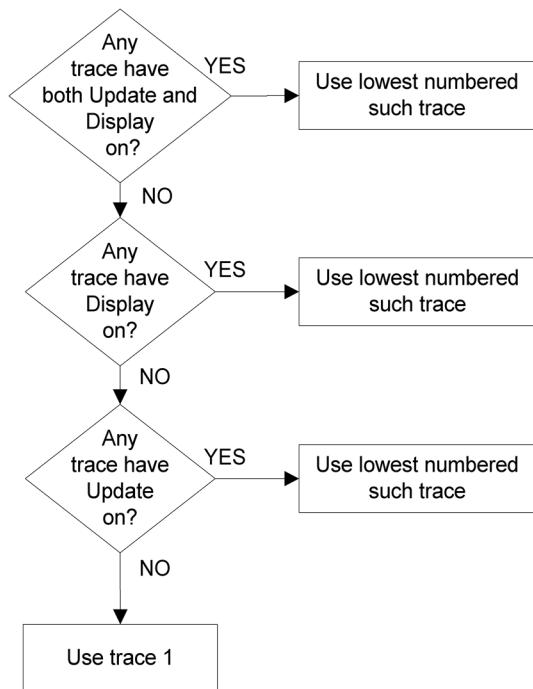 Any
trace have
both Update and
Display
on?
YES
Use lowest numbered
such trace
NO
Any
trace have
Display
on?
YES
Use lowest numbered
such trace
NO
Any
trace have
Update
on?
YES
Use lowest numbered
such trace
NO
Use trace 1